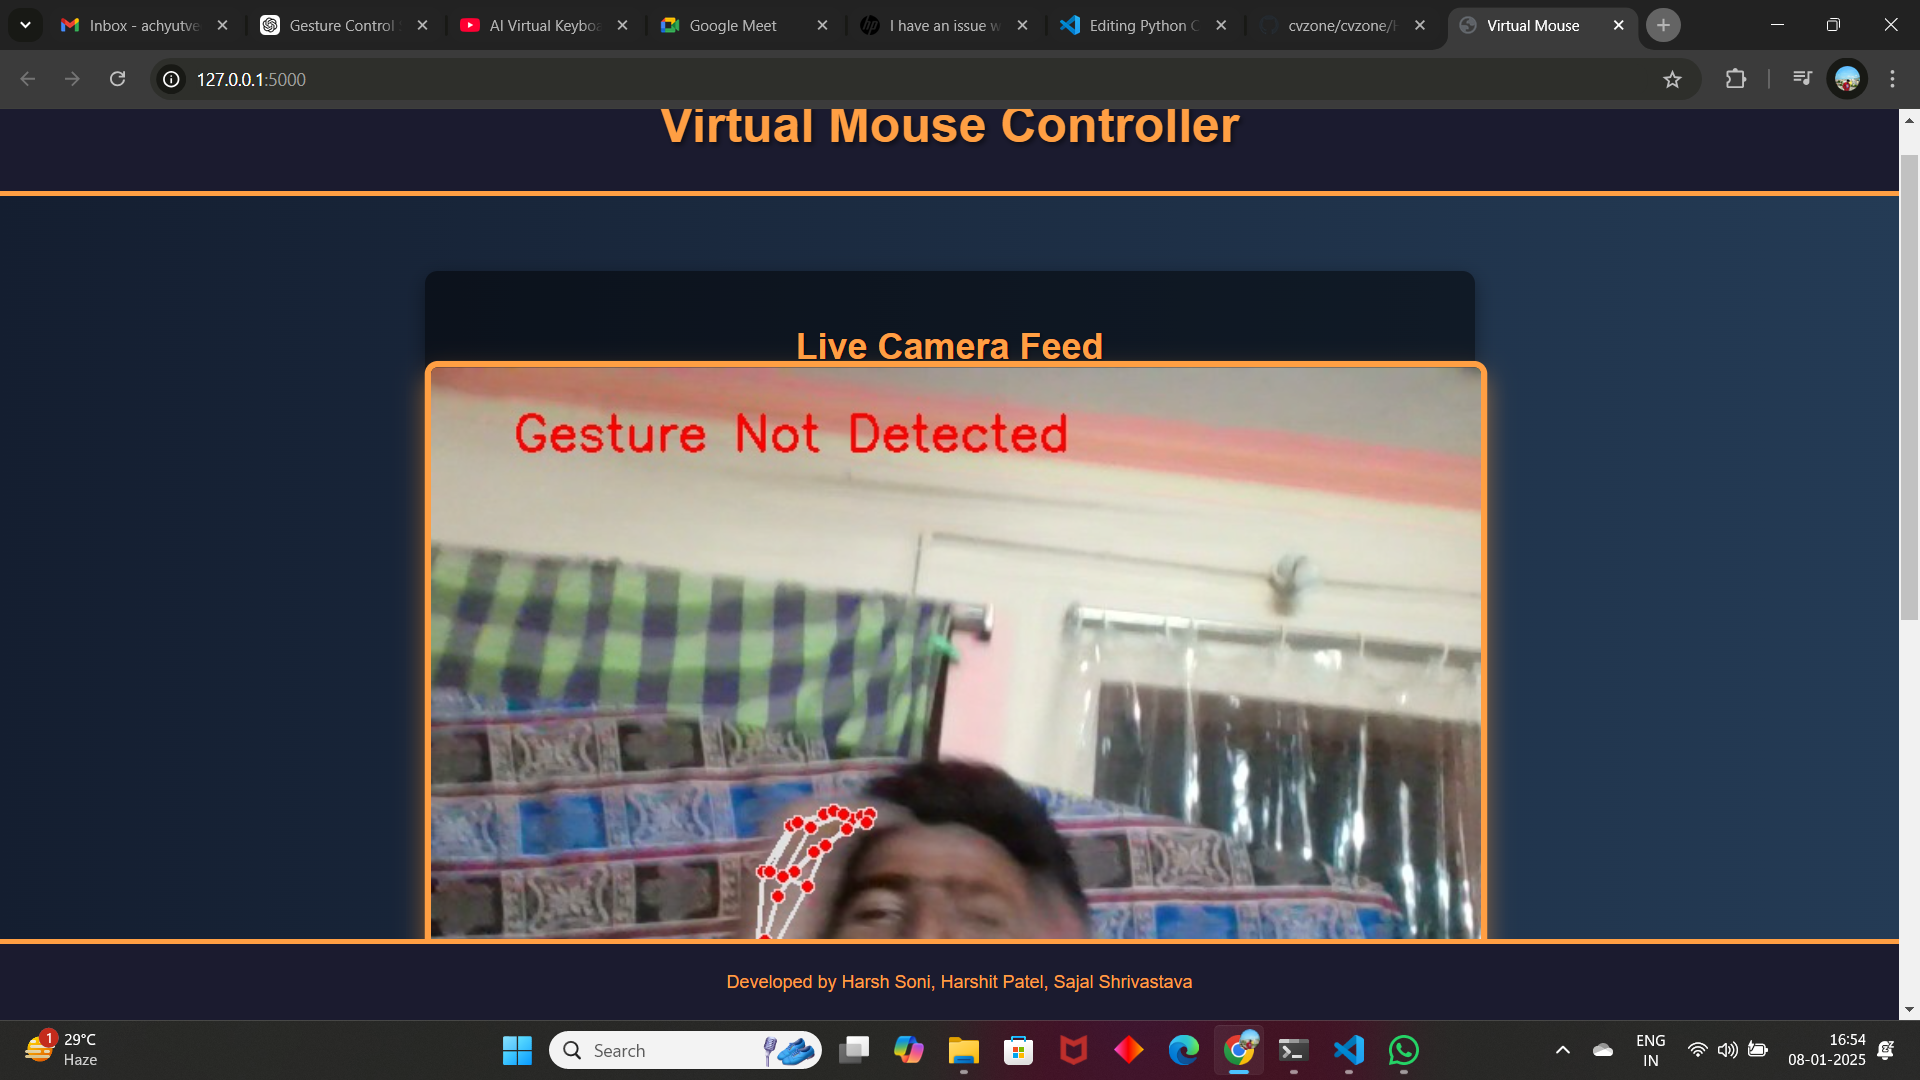 Inbox - achyutve
Gesture Control
AI Virtual Keyboa
Google Meet
I have an issue w
Editing Python C
cvzone/cvzone/H
Virtual Mouse
127.0.0.1:5000
Virtual Mouse Controller
Live Camera Feed
Gesture Not Detected
Developed by Harsh Soni, Harshit Patel, Sajal Shrivastava
1
29°C
Haze
Search
ENG
IN
16:54
08-01-2025